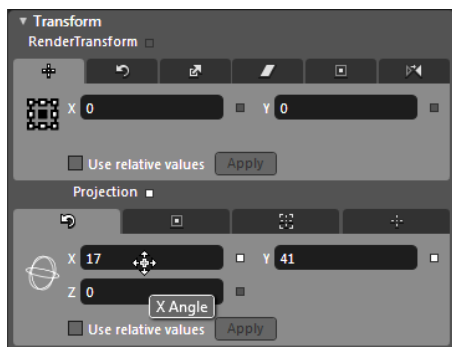 Transform
RenderTransform
X 0 Y 0
Use relative values Apply
Projection
X 17 Y 41
Z 0
X Angle
Use relative values Apply